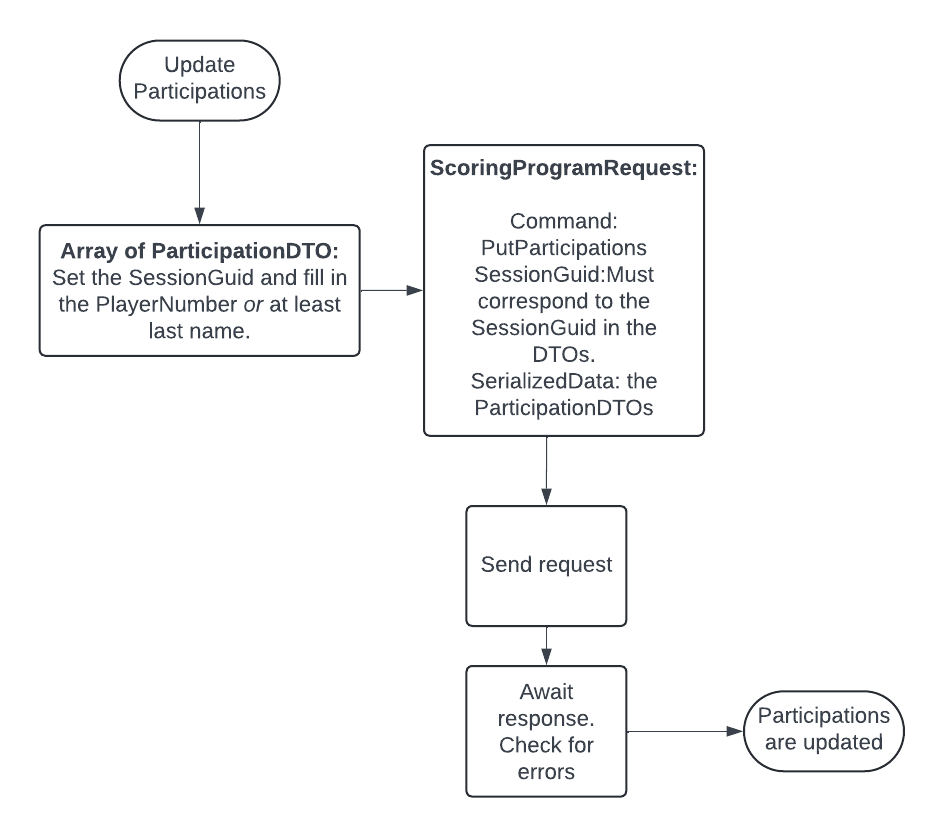 Update
Participations
Array of ParticipationDTO:
Set the SessionGuid and fill in
the PlayerNumber or at least
last name.
ScoringProgramRequest:
Command:
PutParticipations
SessionGuid:Must
correspond to the
SessionGuid in the
DTOs.
SerializedData: the
ParticipationDTOs
Send request
Await
response.
Check for
errors
Participations
are updated